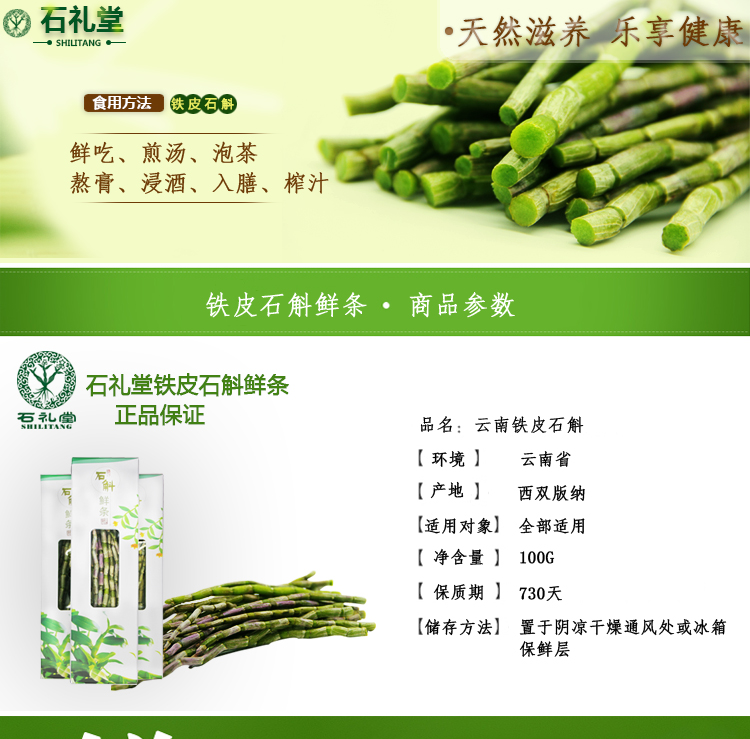 石礼堂
SHILITANG
•天然滋养 乐享健康
食用方法 铁皮石斛
鲜吃、煎汤、泡茶
熬膏、浸酒、入膳、榨汁
铁皮石斛鲜条 • 商品参数
石礼堂铁皮石斛鲜条
正品保证
石礼堂
SHILITANG
石斛
鲜条
品名：云南铁皮石斛
【环境】 云南省
【产地】 西双版纳
【适用对象】 全部适用
【净含量】 100G
【保质期】 730天
【储存方法】 置于阴凉干燥通风处或冰箱
保鲜层